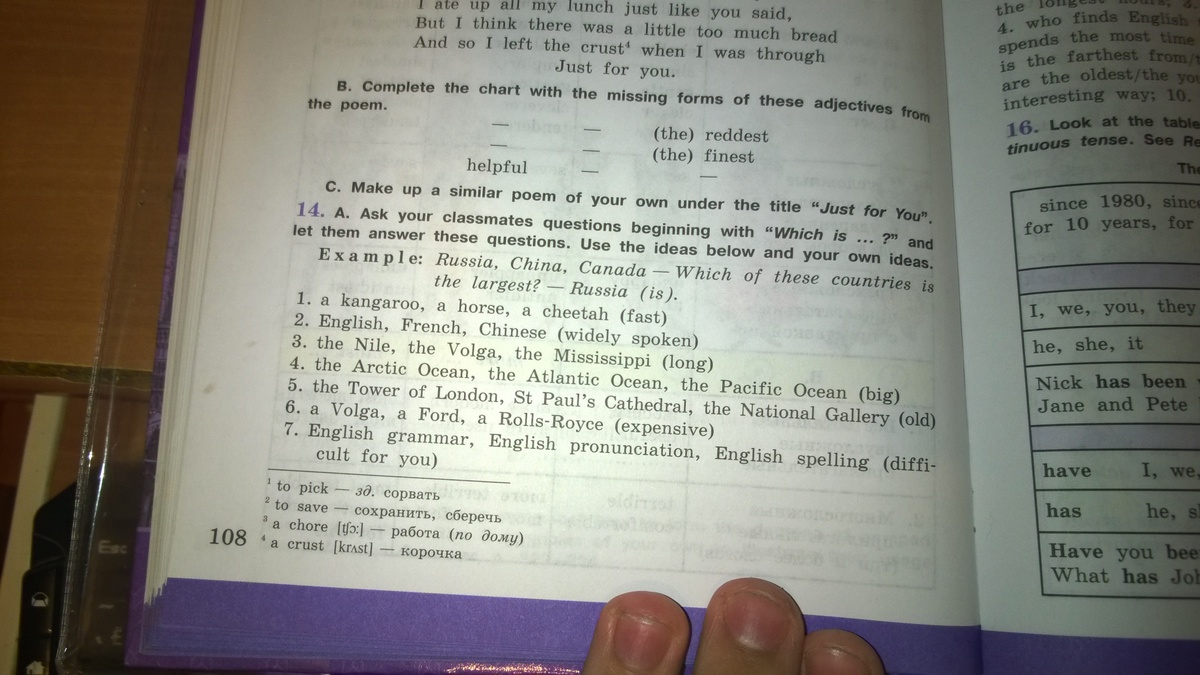 I ate up all my lunch just like you said,
But I think there was a little too much bread
And so I left the crust⁴ when I was through
Just for you.
B. Complete the chart with the missing forms of these adjectives from
the poem.
— — (the) reddest
— — (the) finest
helpful — —
C. Make up a similar poem of your own under the title “Just for You”.
14. A. Ask your classmates questions beginning with “Which is ... ?” and
let them answer these questions. Use the ideas below and your own ideas.
Example: Russia, China, Canada — Which of these countries is
the largest? — Russia (is).
1. a kangaroo, a horse, a cheetah (fast)
2. English, French, Chinese (widely spoken)
3. the Nile, the Volga, the Mississippi (long)
4. the Arctic Ocean, the Atlantic Ocean, the Pacific Ocean (big)
5. the Tower of London, St Paul’s Cathedral, the National Gallery (old)
6. a Volga, a Ford, a Rolls-Royce (expensive)
7. English grammar, English pronunciation, English spelling (diffi-
cult for you)
¹ to pick — зд. сорвать
² to save — сохранить, сберечь
³ a chore [tʃɔ:] — работа (по дому)
⁴ a crust [krʌst] — корочка
108
the longest hours;
4. who finds English
spends the most time
is the farthest from/
are the oldest/the
interesting way; 10.
16. Look at the table
tinuous tense. See
since 1980,
for 10 years, for
I, we, you, they
he, she, it
Nick has been
Jane and Pete
have I, we,
has he,
Have you
What has
Esc